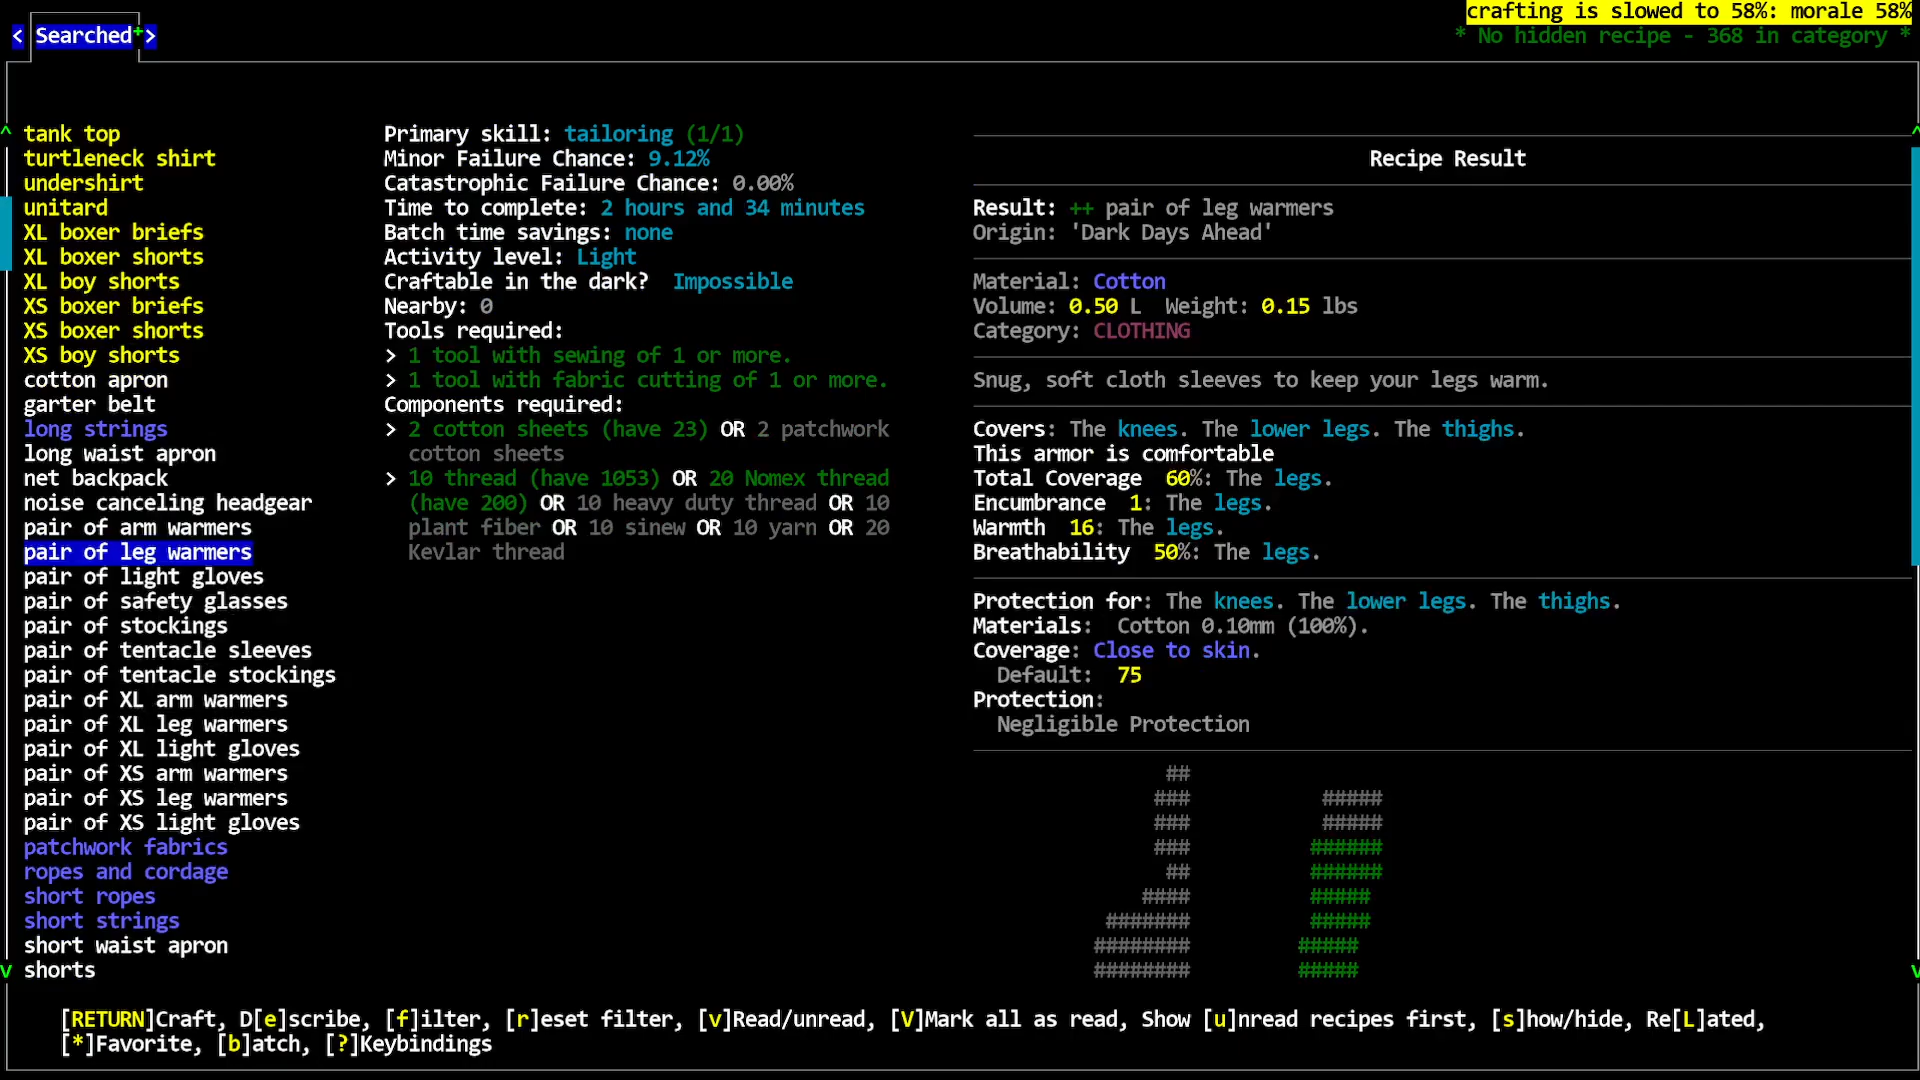 crafting is slowed to 58%: morale 58%
< Searched+>
* No hidden recipe - 368 in category *
^ tank top
turtleneck shirt
undershirt
unitard
XL boxer briefs
XL boxer shorts
XL boy shorts
XS boxer briefs
XS boxer shorts
XS boy shorts
cotton apron
garter belt
long strings
long waist apron
net backpack
noise canceling headgear
pair of arm warmers
pair of leg warmers
pair of light gloves
pair of safety glasses
pair of stockings
pair of tentacle sleeves
pair of tentacle stockings
pair of XL arm warmers
pair of XL leg warmers
pair of XL light gloves
pair of XS arm warmers
pair of XS leg warmers
pair of XS light gloves
patchwork fabrics
ropes and cordage
short ropes
short strings
short waist apron
v shorts
Primary skill: tailoring (1/1)
Minor Failure Chance: 9.12%
Catastrophic Failure Chance: 0.00%
Time to complete: 2 hours and 34 minutes
Batch time savings: none
Activity level: Light
Craftable in the dark?  Impossible
Nearby: 0
Tools required:
> 1 tool with sewing of 1 or more.
> 1 tool with fabric cutting of 1 or more.
Components required:
> 2 cotton sheets (have 23) OR 2 patchwork
cotton sheets
> 10 thread (have 1053) OR 20 Nomex thread
(have 200) OR 10 heavy duty thread OR 10
plant fiber OR 10 sinew OR 10 yarn OR 20
Kevlar thread
^
Recipe Result
Result: ++ pair of leg warmers
Origin: 'Dark Days Ahead'
Material: Cotton
Volume: 0.50 L  Weight: 0.15 lbs
Category: CLOTHING
Snug, soft cloth sleeves to keep your legs warm.
Covers: The knees. The lower legs. The thighs.
This armor is comfortable
Total Coverage  60%: The legs.
Encumbrance  1: The legs.
Warmth  16: The legs.
Breathability  50%: The legs.
Protection for: The knees. The lower legs. The thighs.
Materials:  Cotton 0.10mm (100%).
Coverage: Close to skin.
Default:  75
Protection:
Negligible Protection
##
### #####
### #####
### ######
## ######
#### #####
####### #####
######## #####
######## #####
v
[RETURN]Craft, D[e]scribe, [f]ilter, [r]eset filter, [v]Read/unread, [V]Mark all as read, Show [u]nread recipes first, [s]how/hide, Re[L]ated,
[*]Favorite, [b]atch, [?]Keybindings